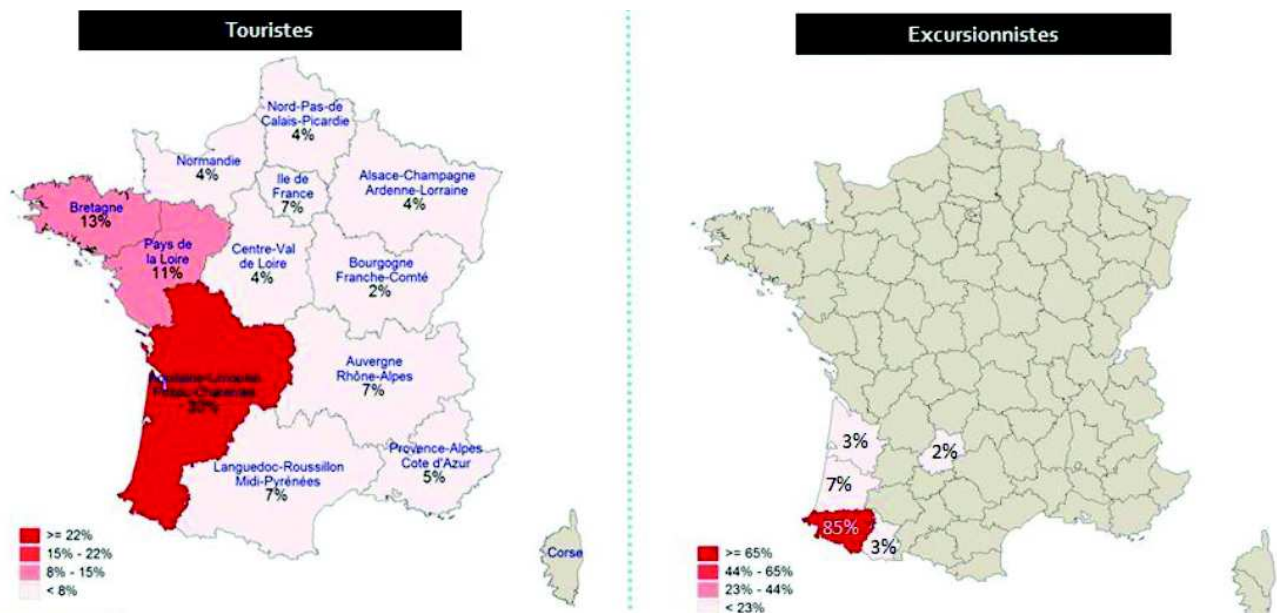 Touristes
Nord-Pas-de
Calais-Picardie
4%
Normandie
4%
Ile de
France
7%
Alsace-Champagne
Ardenne-Lorraine
4%
Bretagne
13%
Pays de
la Loire
11%
Centre-Val
de Loire
4%
Bourgogne
Franche-Comté
2%
Auvergne
Rhône-Alpes
7%
Provence-Alpes
Cote d'Azur
5%
Languedoc-Roussillon
Midi-Pyrénées
7%
Corse
>= 22%
15% - 22%
8% - 15%
< 8%
Excursionnistes
3%
2%
7%
85%
3%
>= 65%
44% - 65%
23% - 44%
< 23%